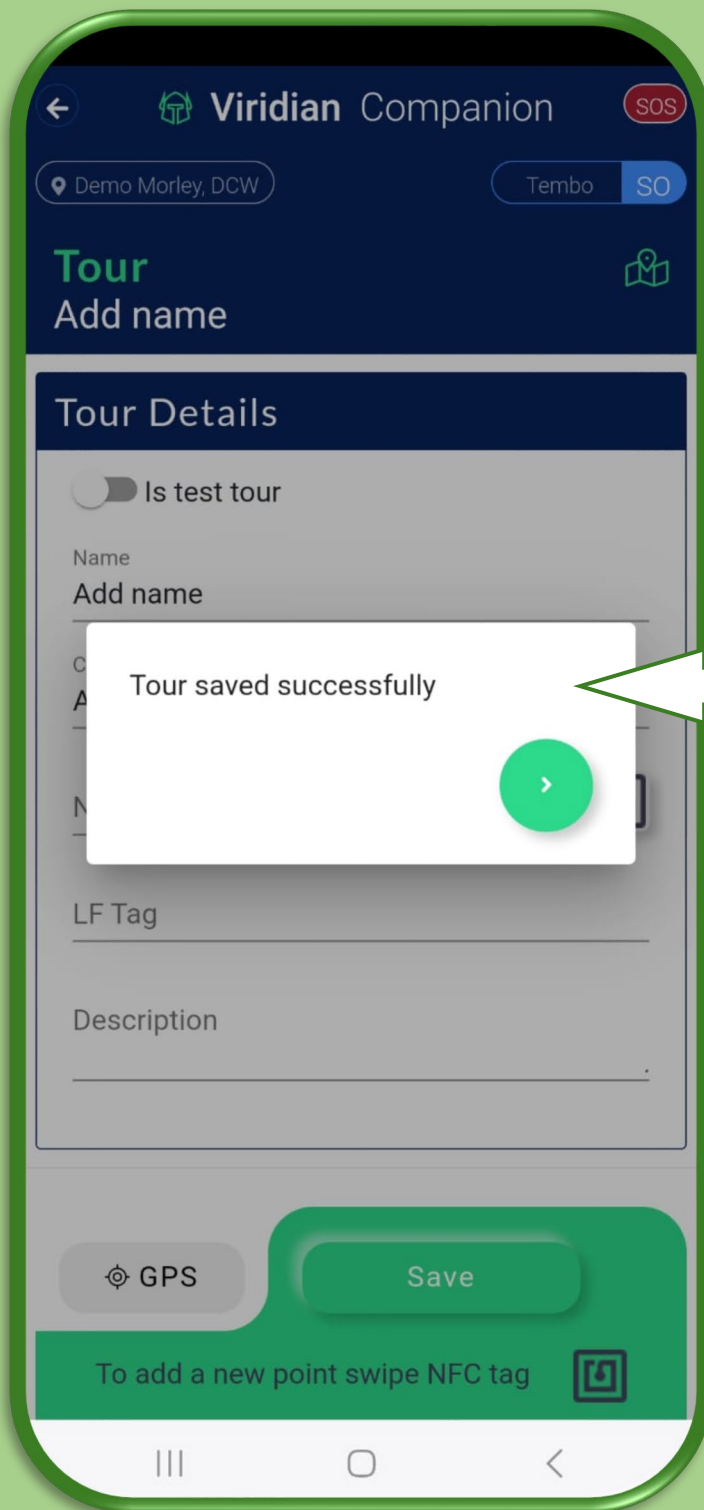 Viridian Companion
SOS
Demo Morley, DCW
Tembo
SO
Tour
Add name
Tour Details
Is test tour
Name
Add name
C
A
Tour saved successfully
N
LF Tag
Description
GPS
Save
To add a new point swipe NFC tag